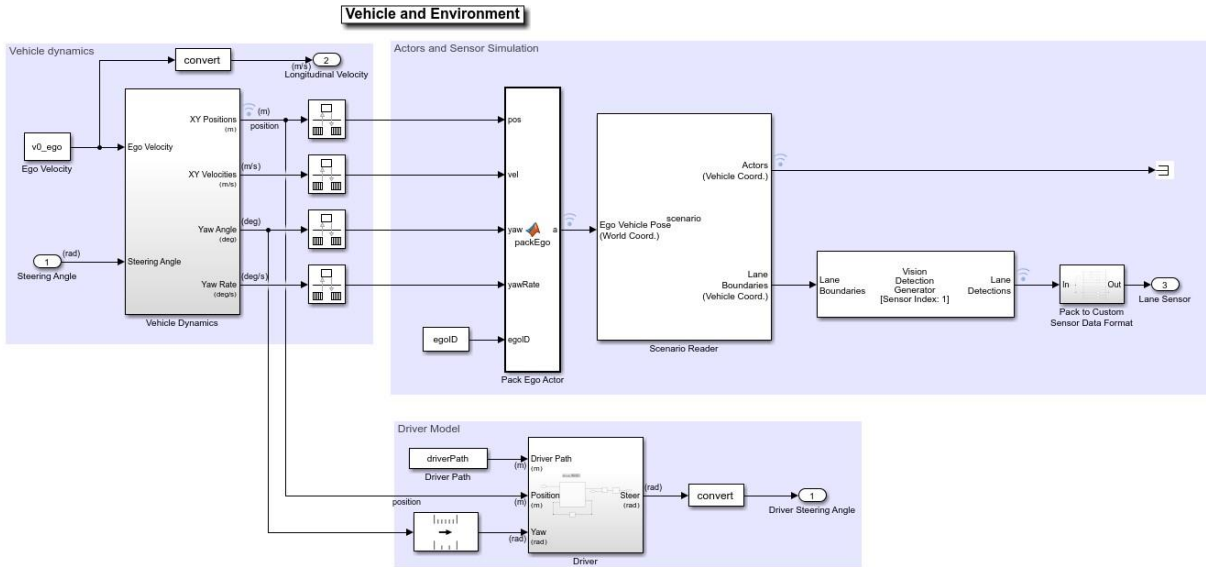 Vehicle and Environment
Vehicle dynamics
convert
(m/s)
2
Longitudinal Velocity
v0_ego
Ego Velocity
Ego Velocity
XY Positions
(m)
(m)
position
XY Velocities
(m/s)
(m/s)
Yaw Angle
(deg)
(deg)
1
(rad)
Steering Angle
Steering Angle
Yaw Rate
(deg/s)
(deg/s)
Vehicle Dynamics
Actors and Sensor Simulation
pos
vel
yaw
a
packEgo
yawRate
egoID
egoID
Pack Ego Actor
Ego Vehicle Pose
(World Coord.)
scenario
Actors
(Vehicle Coord.)
Lane
Boundaries
(Vehicle Coord.)
Scenario Reader
Lane
Boundaries
Vision
Detection
Generator
[Sensor Index: 1]
Lane
Detections
In
Out
Pack to Custom
Sensor Data Format
3
Lane Sensor
Driver Model
driverPath
Driver Path
(m)
Driver Path
(m)
position
(m)
Position
(m)
(rad)
Yaw
(rad)
Steer
(rad)
(rad)
Driver
convert
1
Driver Steering Angle